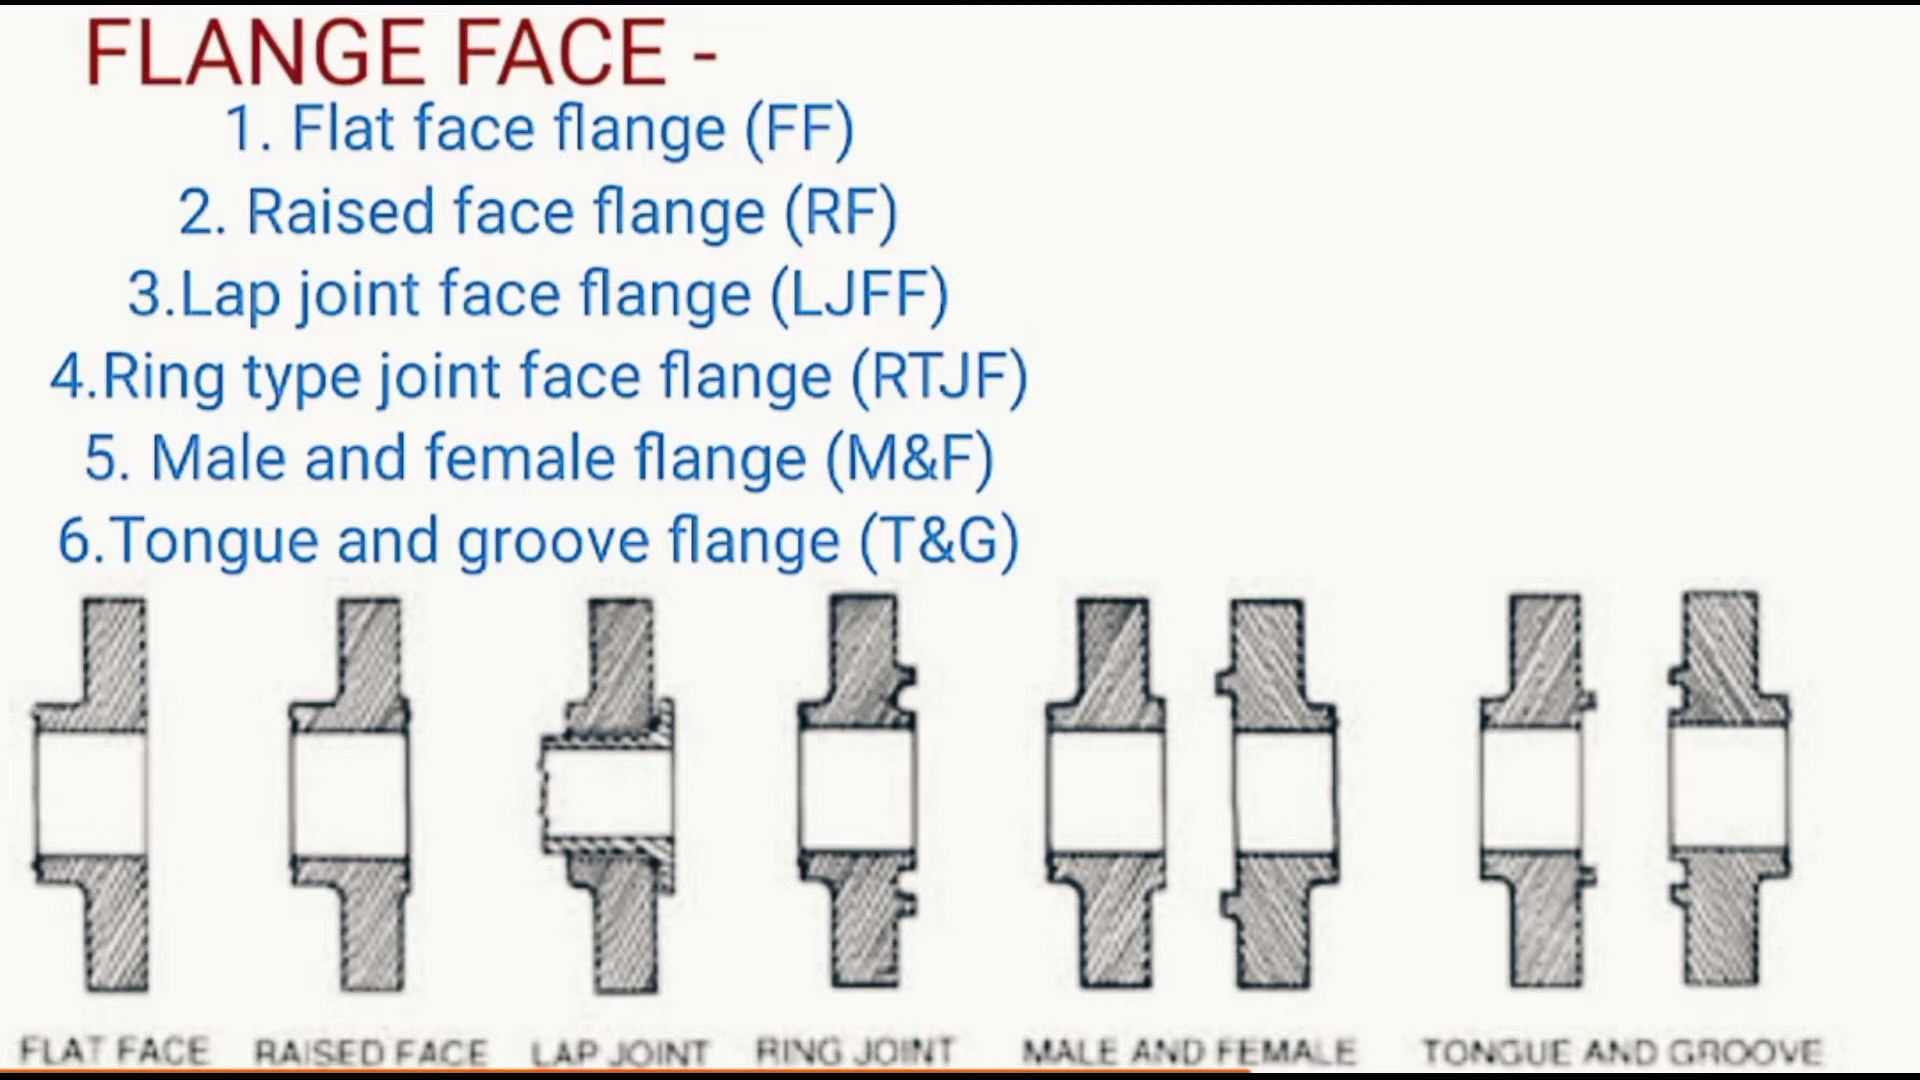 FLANGE FACE -
1. Flat face flange (FF)
2. Raised face flange (RF)
3.Lap joint face flange (LJFF)
4.Ring type joint face flange (RTJF)
5. Male and female flange (M&F)
6.Tongue and groove flange (T&G)
FLAT FACE RAISED FACE LAP JOINT RING JOINT MALE AND FEMALE TONGUE AND GROOVE